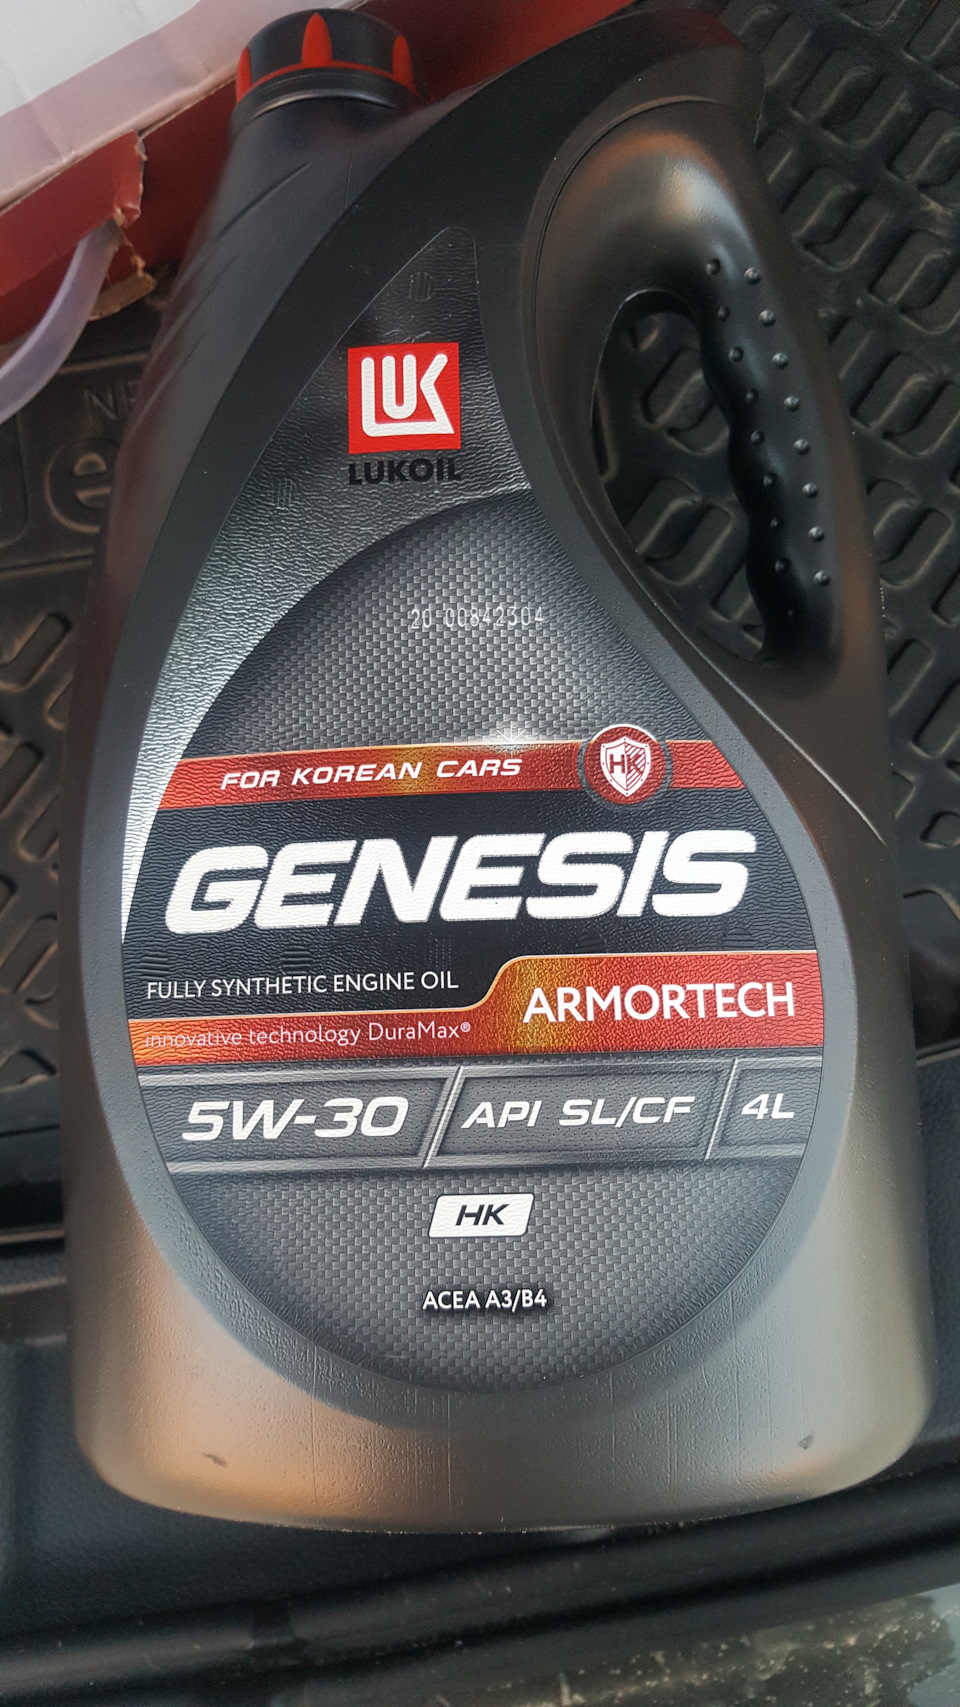 LUK
LUKOIL
20 00842304
FOR KOREAN CARS
HK
GENESIS
FULLY SYNTHETIC ENGINE OIL
ARMORTECH
innovative technology DuraMax®
5W-30
API SL/CF
4L
HK
ACEA A3/B4